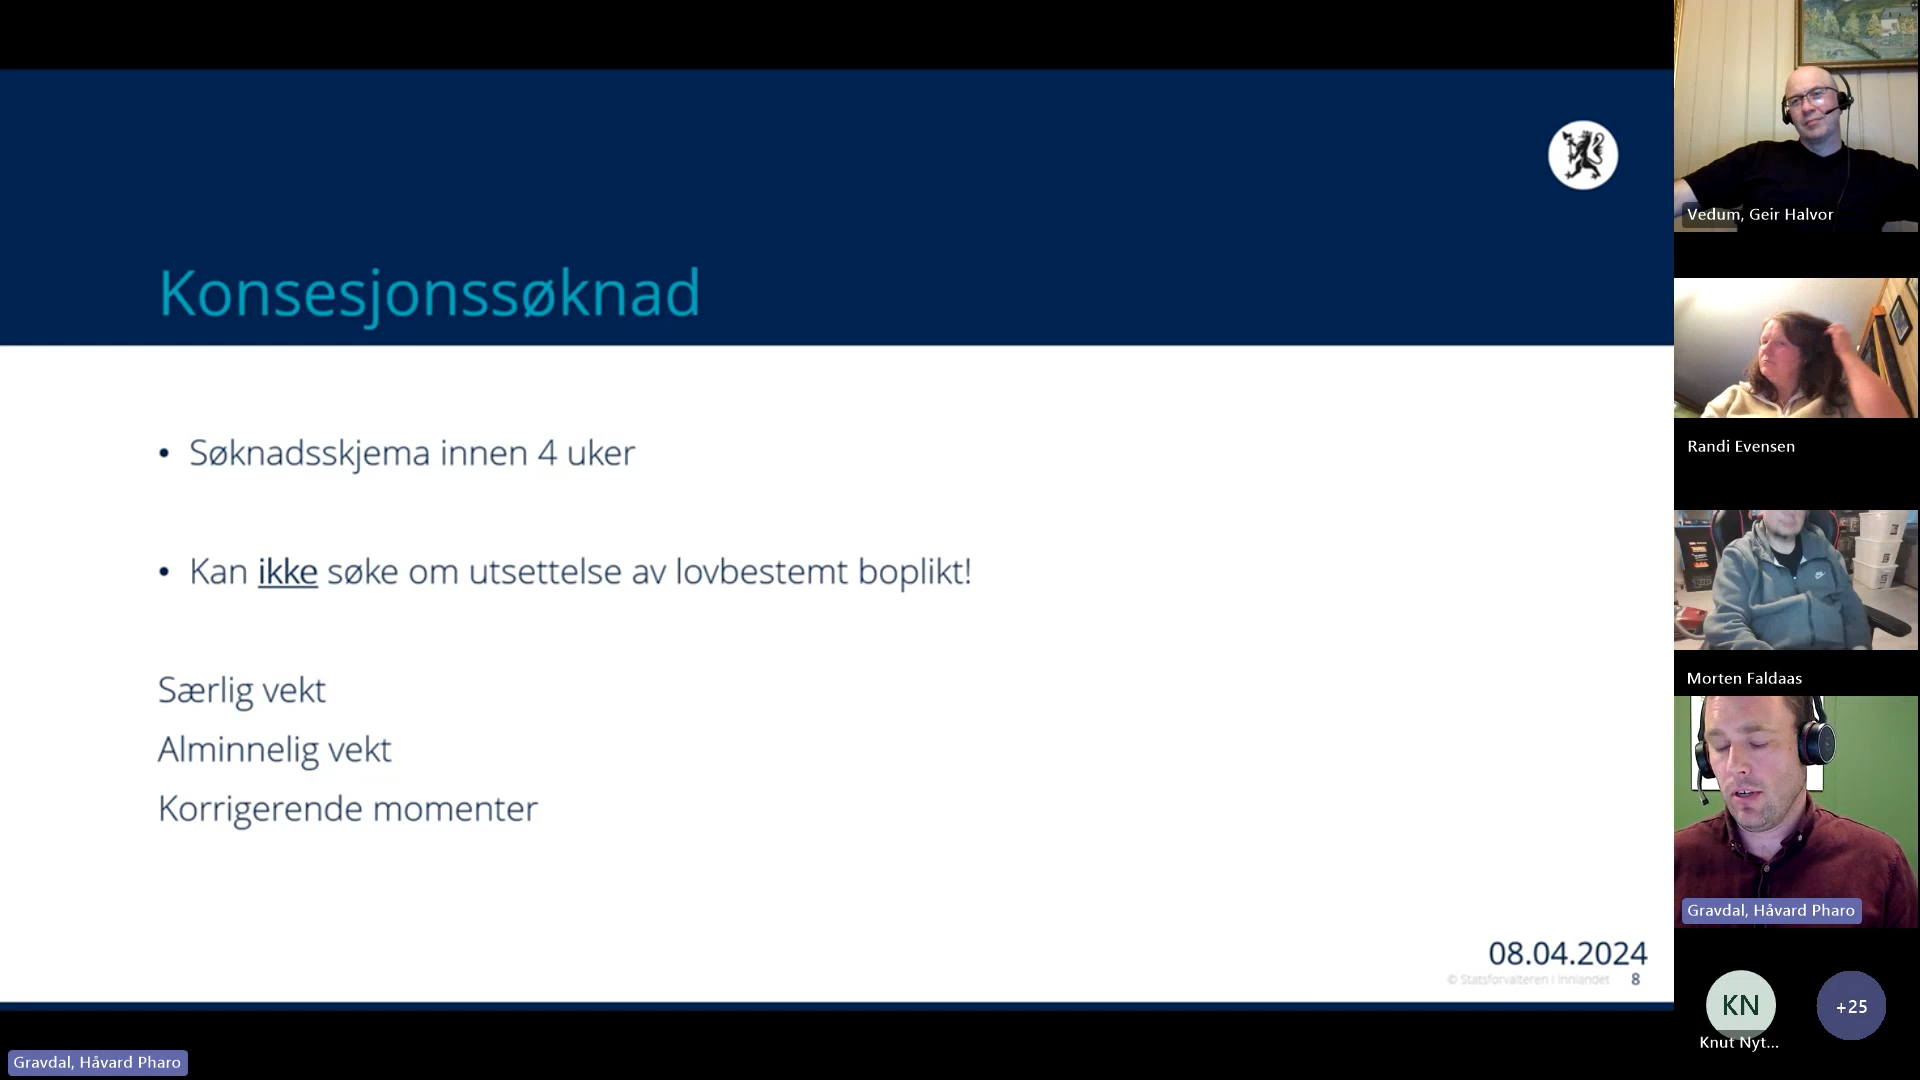 Konsesjonssøknad
• Søknadsskjema innen 4 uker
• Kan ikke søke om utsettelse av lovbestemt boplikt!
Særlig vekt
Alminnelig vekt
Korrigerende momenter
08.04.2024
© Statsforvalteren i Innlandet 8
Gravdal, Håvard Pharo
Vedum, Geir Halvor
Randi Evensen
Morten Faldaas
Gravdal, Håvard Pharo
KN
Knut Nyt...
+25